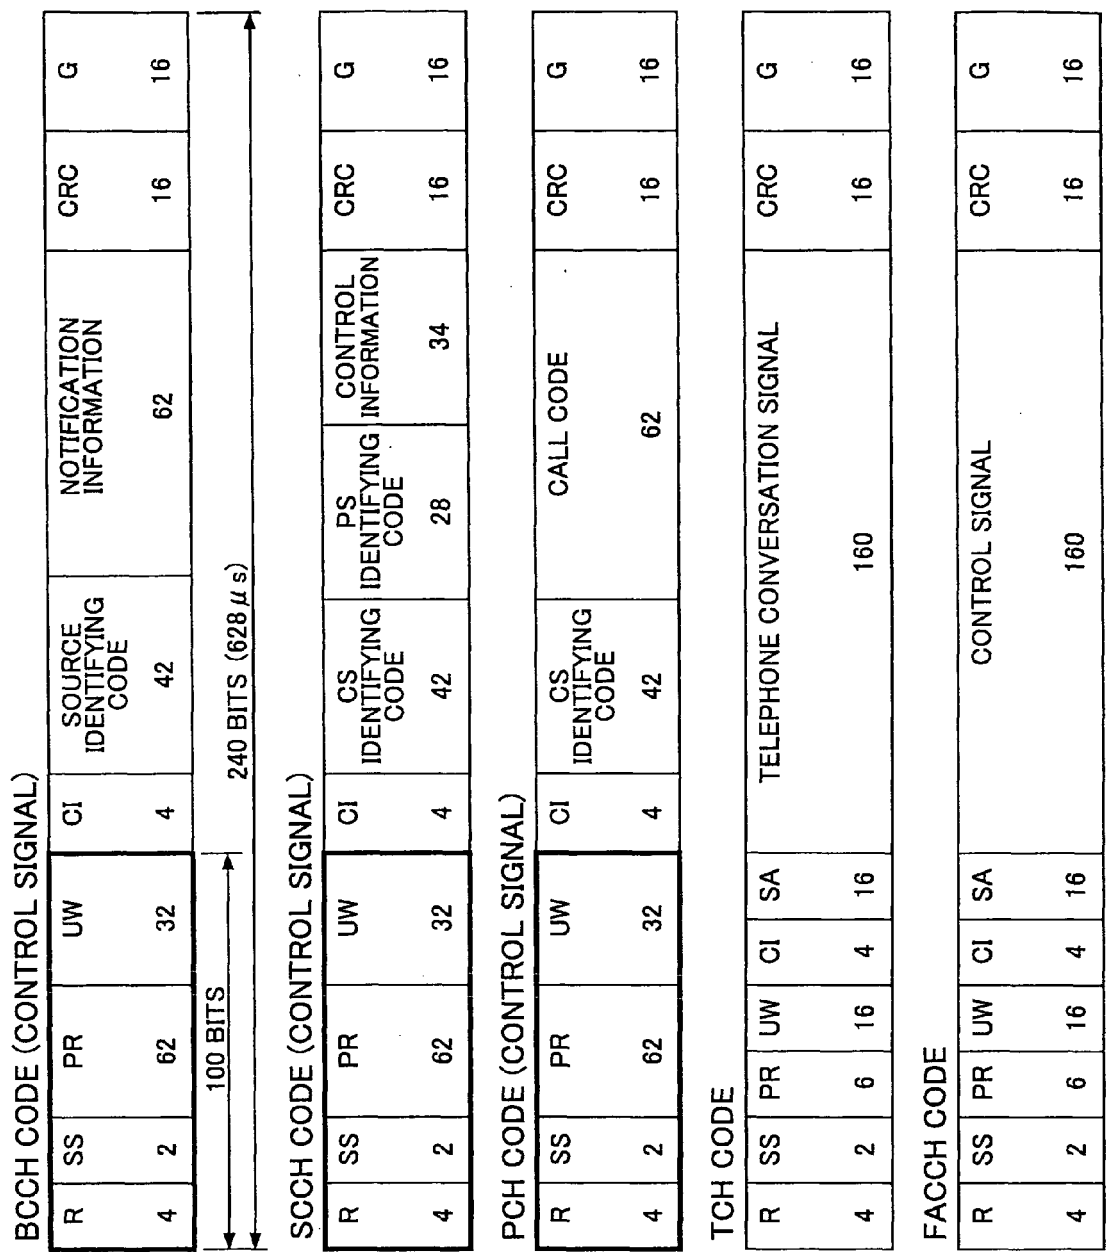 BCCH CODE (CONTROL SIGNAL)
R SS PR UW CI SOURCE IDENTIFYING CODE NOTIFICATION INFORMATION CRC G
4 2 62 32 4 42 62 16 16
100 BITS
240 BITS (628 μs)
SCCH CODE (CONTROL SIGNAL)
R SS PR UW CI CS IDENTIFYING CODE PS IDENTIFYING CODE CONTROL INFORMATION CRC G
4 2 62 32 4 42 28 34 16 16
PCH CODE (CONTROL SIGNAL)
R SS PR UW CI CS IDENTIFYING CODE CALL CODE CRC G
4 2 62 32 4 42 62 16 16
TCH CODE
R SS PR UW CI SA TELEPHONE CONVERSATION SIGNAL CRC G
4 2 6 16 4 16 160 16 16
FACCH CODE
R SS PR UW CI SA CONTROL SIGNAL CRC G
4 2 6 16 4 16 160 16 16